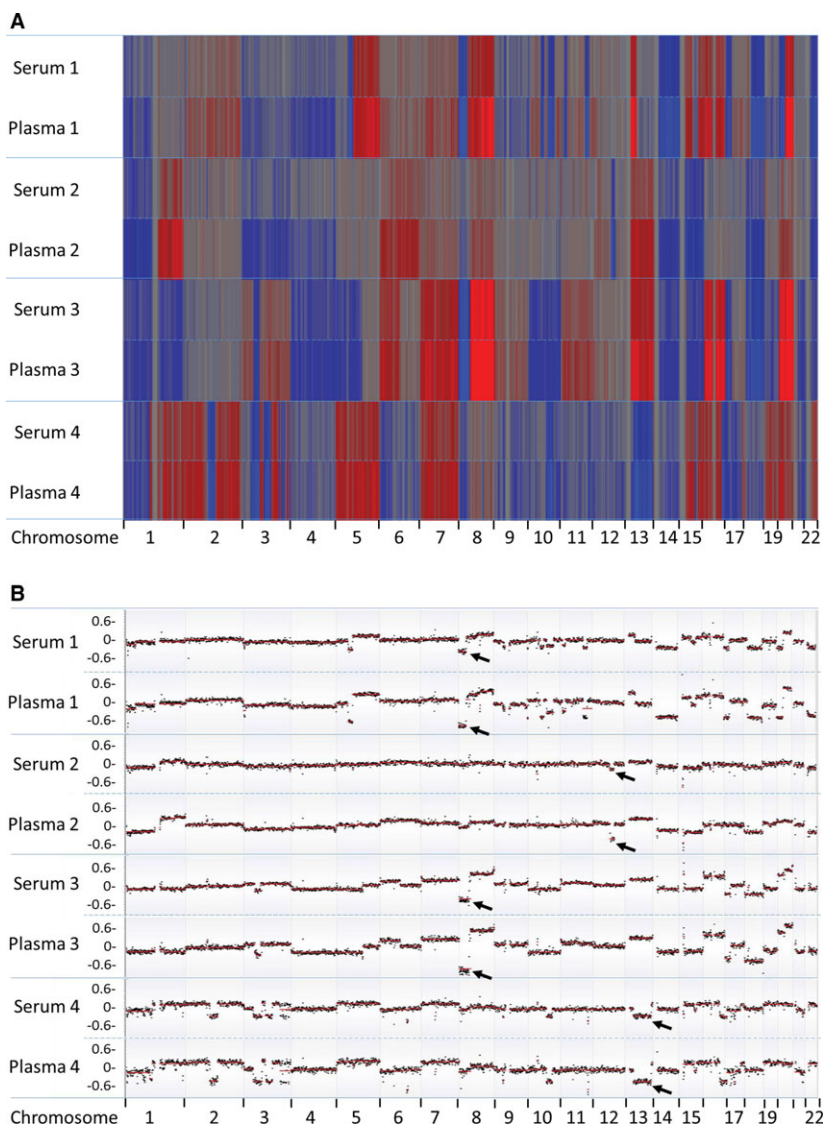 A
Serum 1
Plasma 1
Serum 2
Plasma 2
Serum 3
Plasma 3
Serum 4
Plasma 4
Chromosome 1 2 3 4 5 6 7 8 9 10 11 12 13 14 15 17 19 22
B
Serum 1 0.6- 0- -0.6-
Plasma 1 0.6- 0- -0.6-
Serum 2 0.6- 0- -0.6-
Plasma 2 0.6- 0- -0.6-
Serum 3 0.6- 0- -0.6-
Plasma 3 0.6- 0- -0.6-
Serum 4 0.6- 0- -0.6-
Plasma 4 0.6- 0- -0.6-
Chromosome 1 2 3 4 5 6 7 8 9 10 11 12 13 14 15 17 19 22